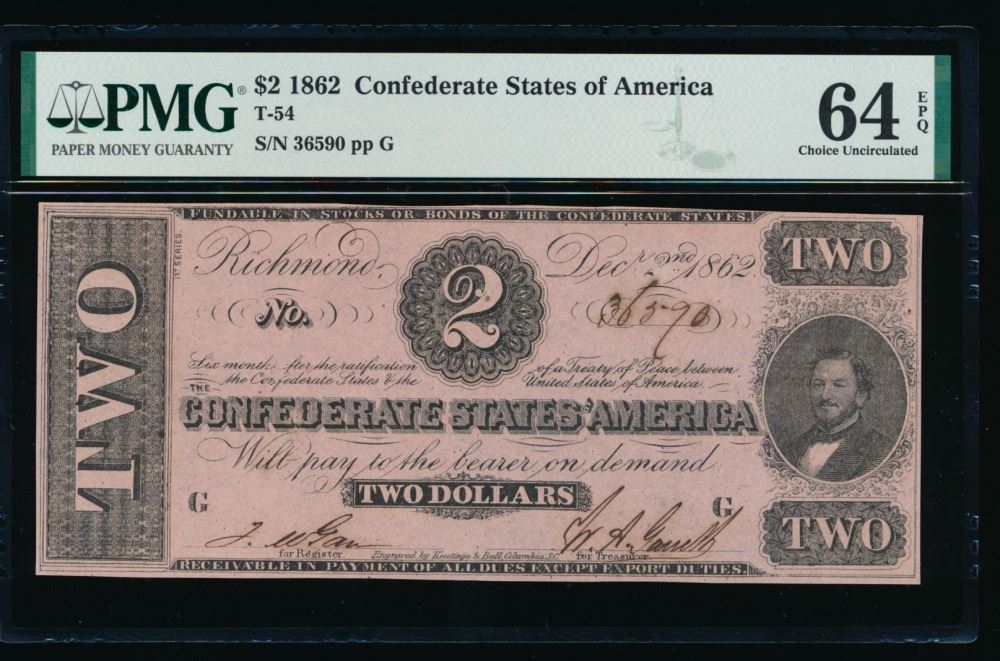 PMG®
PAPER MONEY GUARANTY
$2 1862 Confederate States of America
T-54
S/N 36590 pp G
64 EPQ
Choice Uncirculated
FUNDABLE IN STOCKS OR BONDS OF THE CONFEDERATE STATES.
TWO
1st SERIES.
Richmond, 2 Decr 2nd 1862
TWO
No. 36590
Six months after the ratification of a Treaty of Peace between
the Confederate States & the United States of America.
THE
CONFEDERATE STATES OF AMERICA
Will pay to the bearer on demand
G TWO DOLLARS G
TWO
for Register. Engraved by Keatinge & Ball, Columbia, S.C. for Treasurer
RECEIVABLE IN PAYMENT OF ALL DUES EXCEPT EXPORT DUTIES.